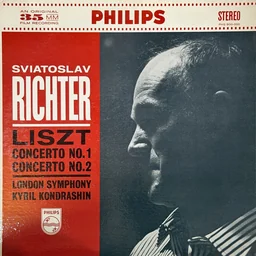 AN ORIGINAL
35 MM
FILM RECORDING
PHILIPS
STEREO
SVIATOSLAV
RICHTER
LISZT
CONCERTO NO.1
CONCERTO NO.2
LONDON SYMPHONY
KYRIL KONDRASHIN
PHILIPS